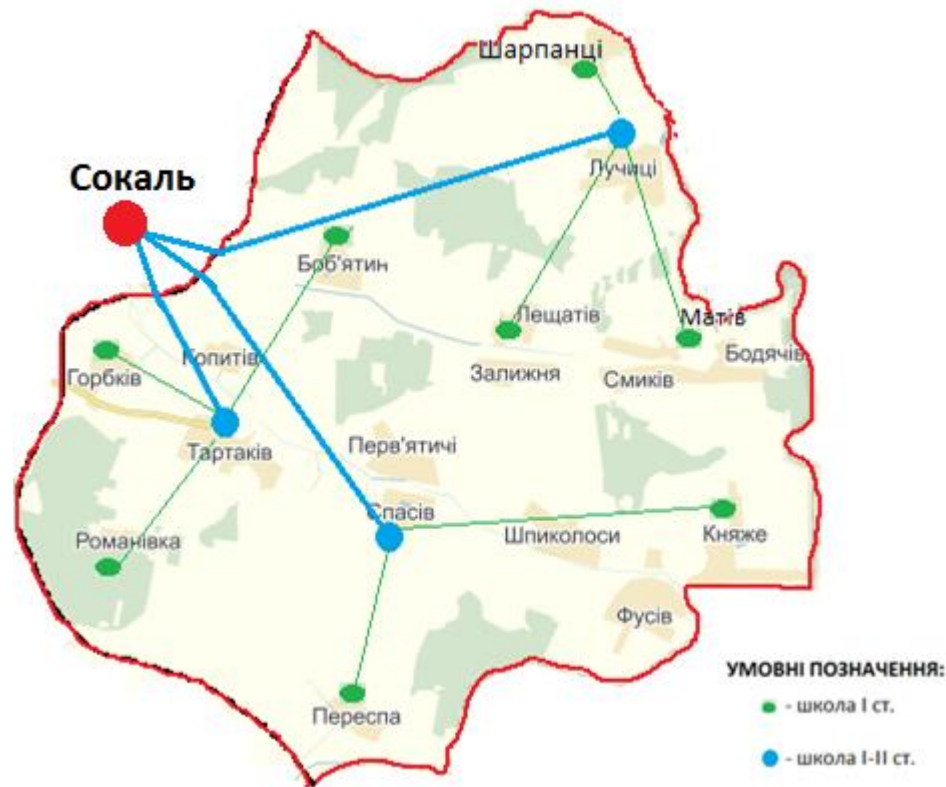 Шарпанці
Лучиці
Сокаль
Боб'ятин
Лещатів
Матів
Горбків
Копитів
Залижня
Смиків
Бодячів
Тартаків
Перв'ятичі
Спасів
Романівка
Шпиколоси
Княже
Фусів
Переспа
УМОВНІ ПОЗНАЧЕННЯ:
- школа І ст.
- школа І-ІІ ст.